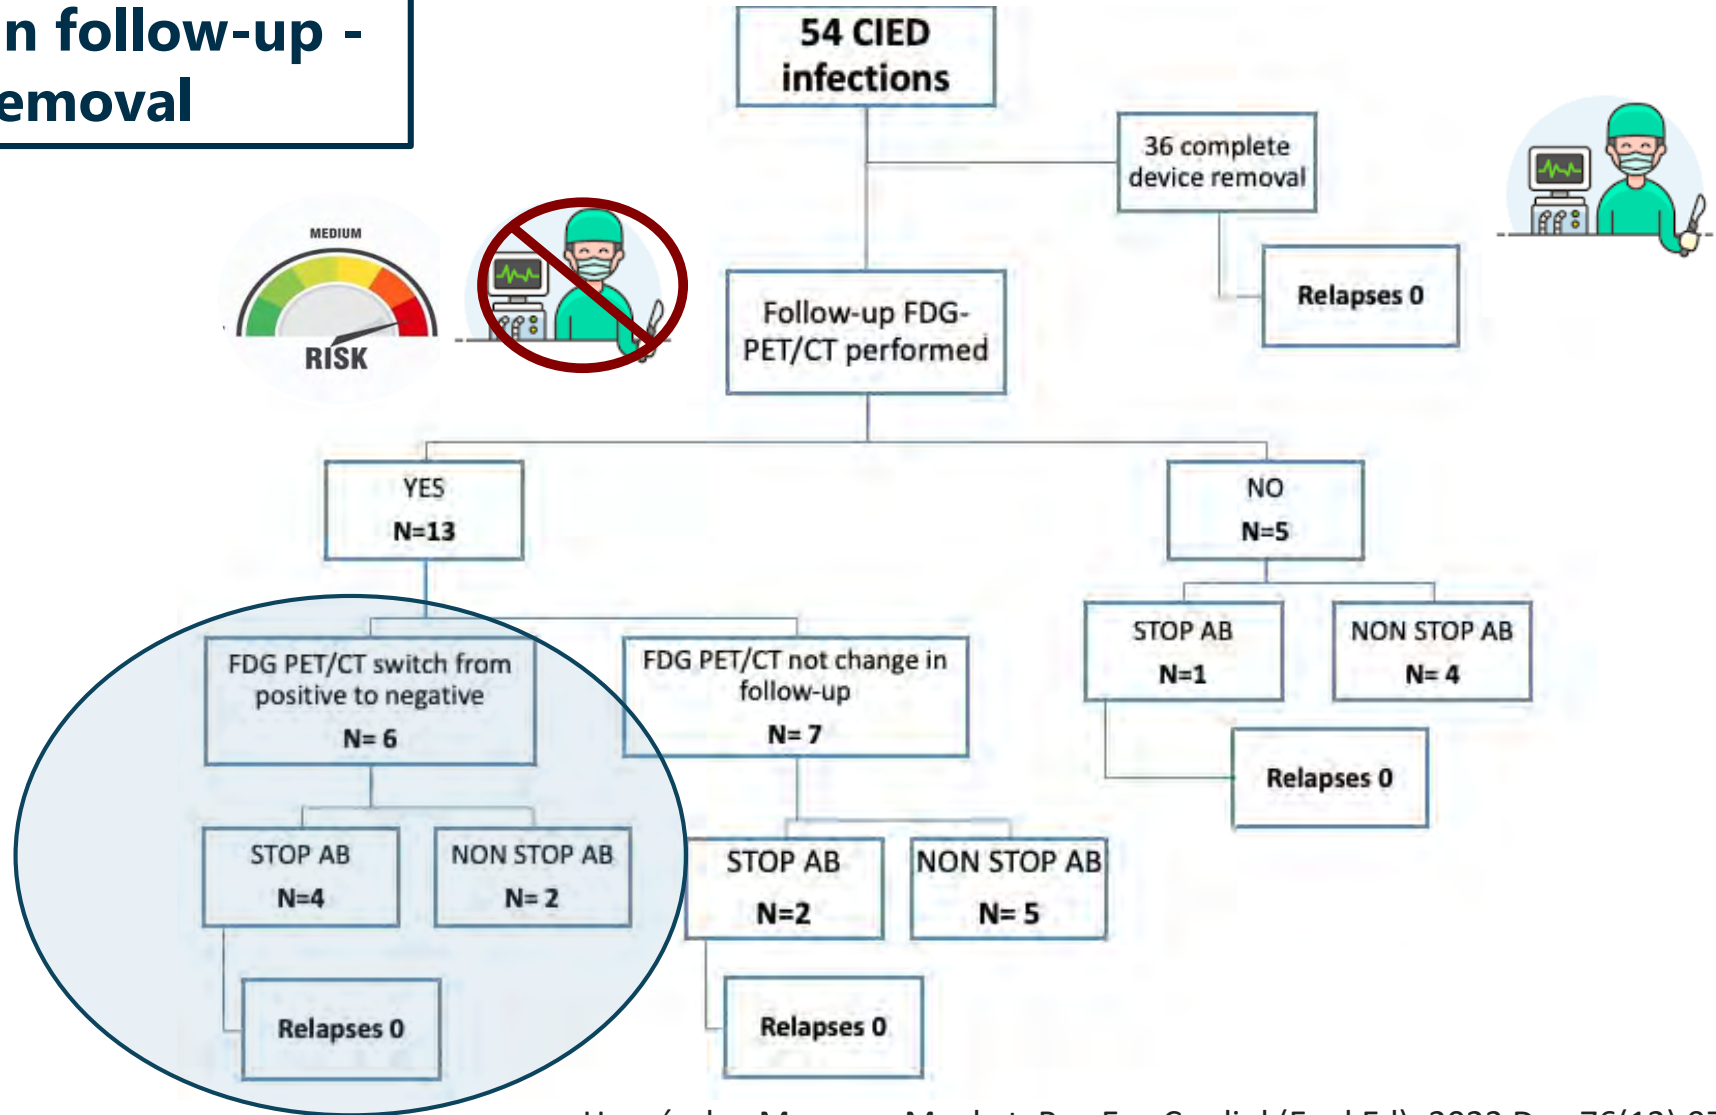 n follow-up -
emoval
54 CIED
infections
36 complete
device removal
Relapses 0
MEDIUM
RISK
Follow-up FDG-
PET/CT performed
YES
N=13
NO
N=5
FDG PET/CT switch from
positive to negative
N= 6
FDG PET/CT not change in
follow-up
N= 7
STOP AB
N=1
NON STOP AB
N= 4
Relapses 0
STOP AB
N=4
NON STOP AB
N= 2
STOP AB
N=2
NON STOP AB
N= 5
Relapses 0
Relapses 0